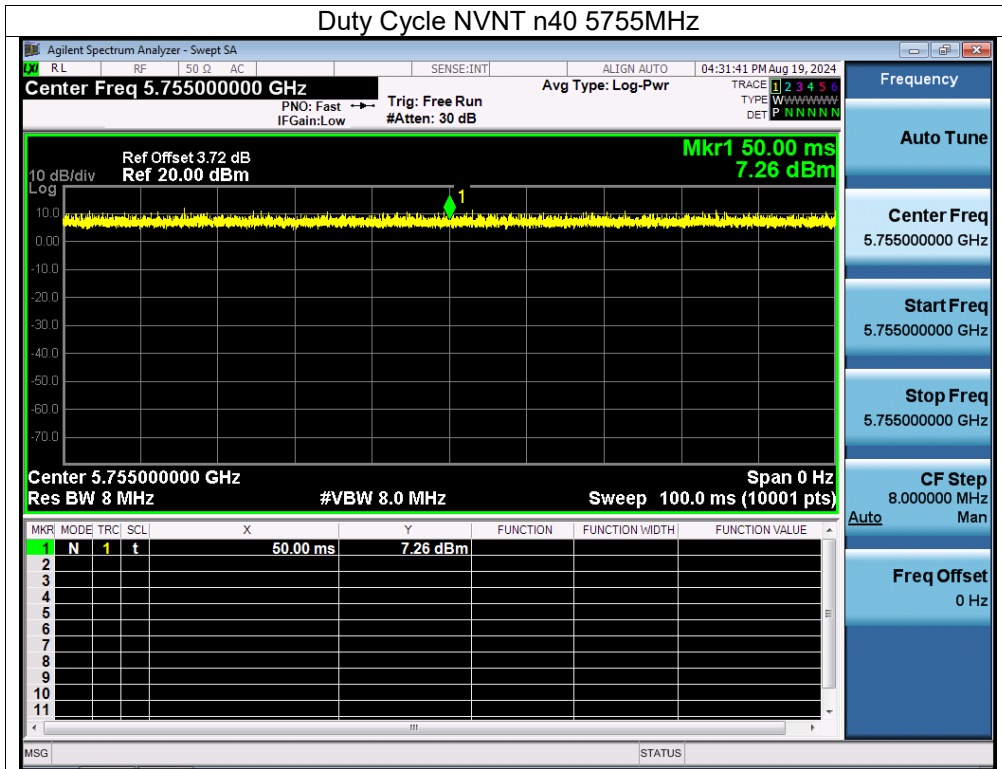 Duty Cycle NVNT n40 5755MHz
Agilent Spectrum Analyzer - Swept SA
LXI RL RF 50 Ω AC SENSE:INT ALIGN AUTO 04:31:41 PM Aug 19, 2024
Center Freq 5.755000000 GHz
PNO: Fast
IFGain:Low
Trig: Free Run
#Atten: 30 dB
Avg Type: Log-Pwr
TRACE 1 2 3 4 5 6
TYPE WWWWWW
DET P N N N N N
Mkr1 50.00 ms
7.26 dBm
Ref Offset 3.72 dB
10 dB/div Ref 20.00 dBm
Log
1
10.0
0.00
-10.0
-20.0
-30.0
-40.0
-50.0
-60.0
-70.0
Center 5.755000000 GHz Span 0 Hz
Res BW 8 MHz #VBW 8.0 MHz Sweep 100.0 ms (10001 pts)
MKR MODE TRC SCL X Y FUNCTION FUNCTION WIDTH FUNCTION VALUE
1 N 1 t 50.00 ms 7.26 dBm
2
3
4
5
6
7
8
9
10
11
MSG STATUS
Frequency
Auto Tune
Center Freq
5.755000000 GHz
Start Freq
5.755000000 GHz
Stop Freq
5.755000000 GHz
CF Step
8.000000 MHz
Auto Man
Freq Offset
0 Hz